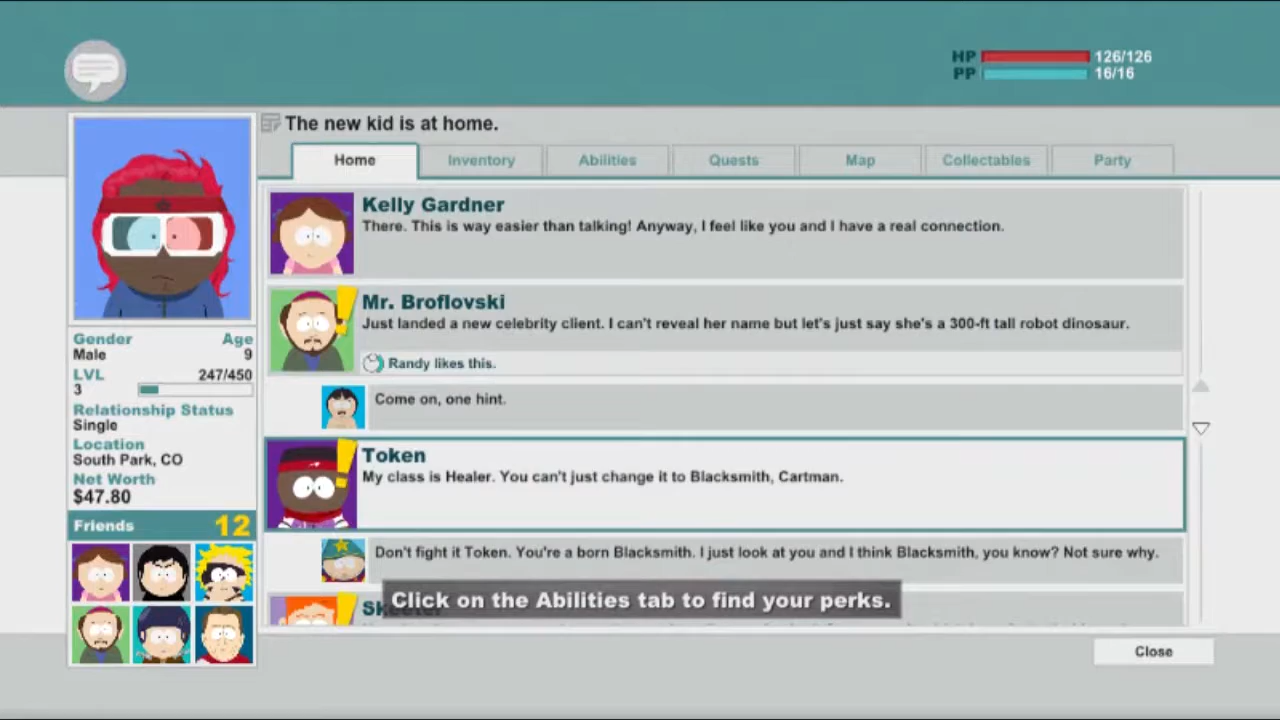 HP 126/126
PP 16/16
The new kid is at home.
Home Inventory Abilities Quests Map Collectables Party
Kelly Gardner
There. This is way easier than talking! Anyway, I feel like you and I have a real connection.
Mr. Broflovski
Just landed a new celebrity client. I can't reveal her name but let's just say she's a 300-ft tall robot dinosaur.
Randy likes this.
Come on, one hint.
Token
My class is Healer. You can't just change it to Blacksmith, Cartman.
Don't fight it Token. You're a born Blacksmith. I just look at you and I think Blacksmith, you know? Not sure why.
Click on the Abilities tab to find your perks.
Gender Age
Male 9
LVL 247/450
3
Relationship Status
Single
Location
South Park, CO
Net Worth
$47.80
Friends 12
Close